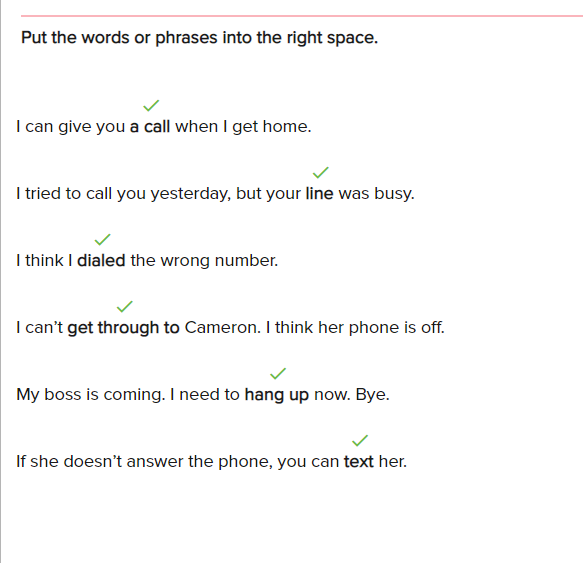 Put the words or phrases into the right space.
I can give you a call when I get home.
I tried to call you yesterday, but your line was busy.
I think I dialed the wrong number.
I can’t get through to Cameron. I think her phone is off.
My boss is coming. I need to hang up now. Bye.
If she doesn’t answer the phone, you can text her.